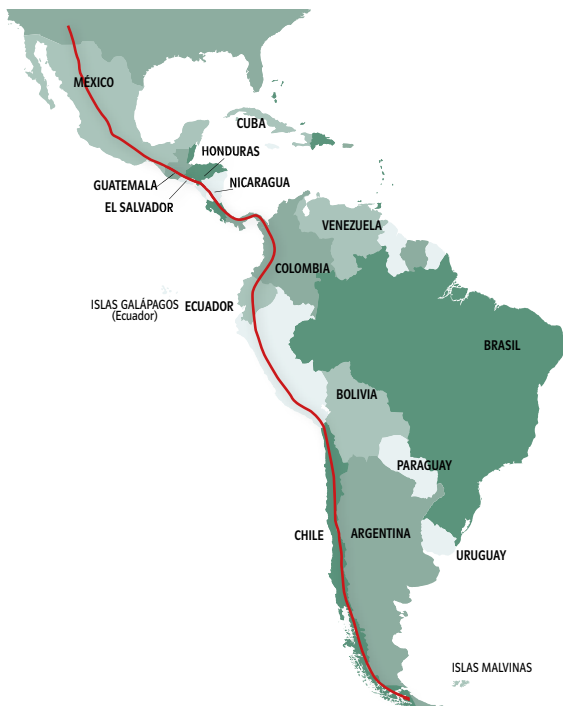 MÉXICO
CUBA
HONDURAS
GUATEMALA
NICARAGUA
EL SALVADOR
VENEZUELA
COLOMBIA
ISLAS GALÁPAGOS
(Ecuador)
ECUADOR
BRASIL
BOLIVIA
PARAGUAY
CHILE
ARGENTINA
URUGUAY
ISLAS MALVINAS